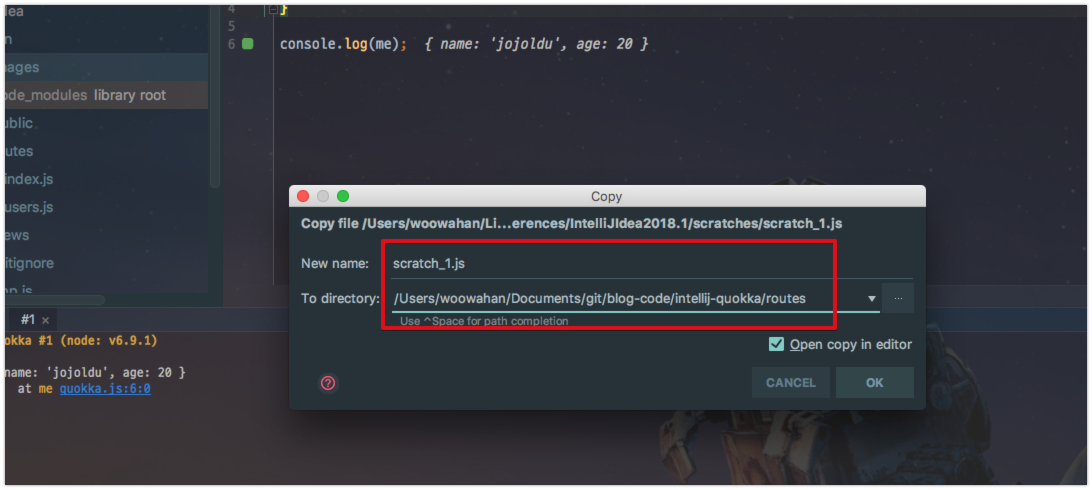 dea
4
}
5
6
console.log(me); { name: 'jojoldu', age: 20 }
n
ages
ode_modules library root
ublic
utes
index.js
users.js
ews
itignore
pp.js
Copy
Copy file /Users/woowahan/Li...erences/IntelliJIdea2018.1/scratches/scratch_1.js
New name: scratch_1.js
To directory: /Users/woowahan/Documents/git/blog-code/intellij-quokka/routes ...
Use ^Space for path completion
Open copy in editor
? CANCEL OK
#1 ×
okka #1 (node: v6.9.1)
name: 'jojoldu', age: 20 }
at me quokka.js:6:0